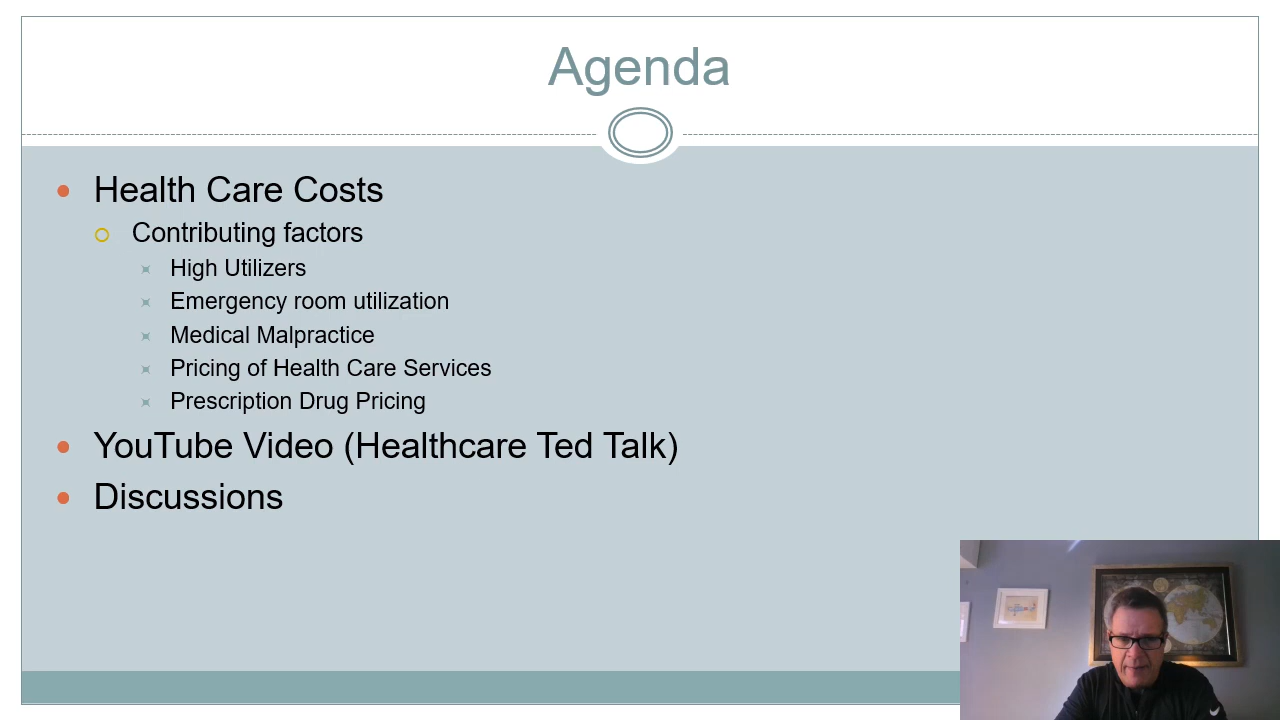 Agenda
Health Care Costs
Contributing factors
High Utilizers
Emergency room utilization
Medical Malpractice
Pricing of Health Care Services
Prescription Drug Pricing
YouTube Video (Healthcare Ted Talk)
Discussions